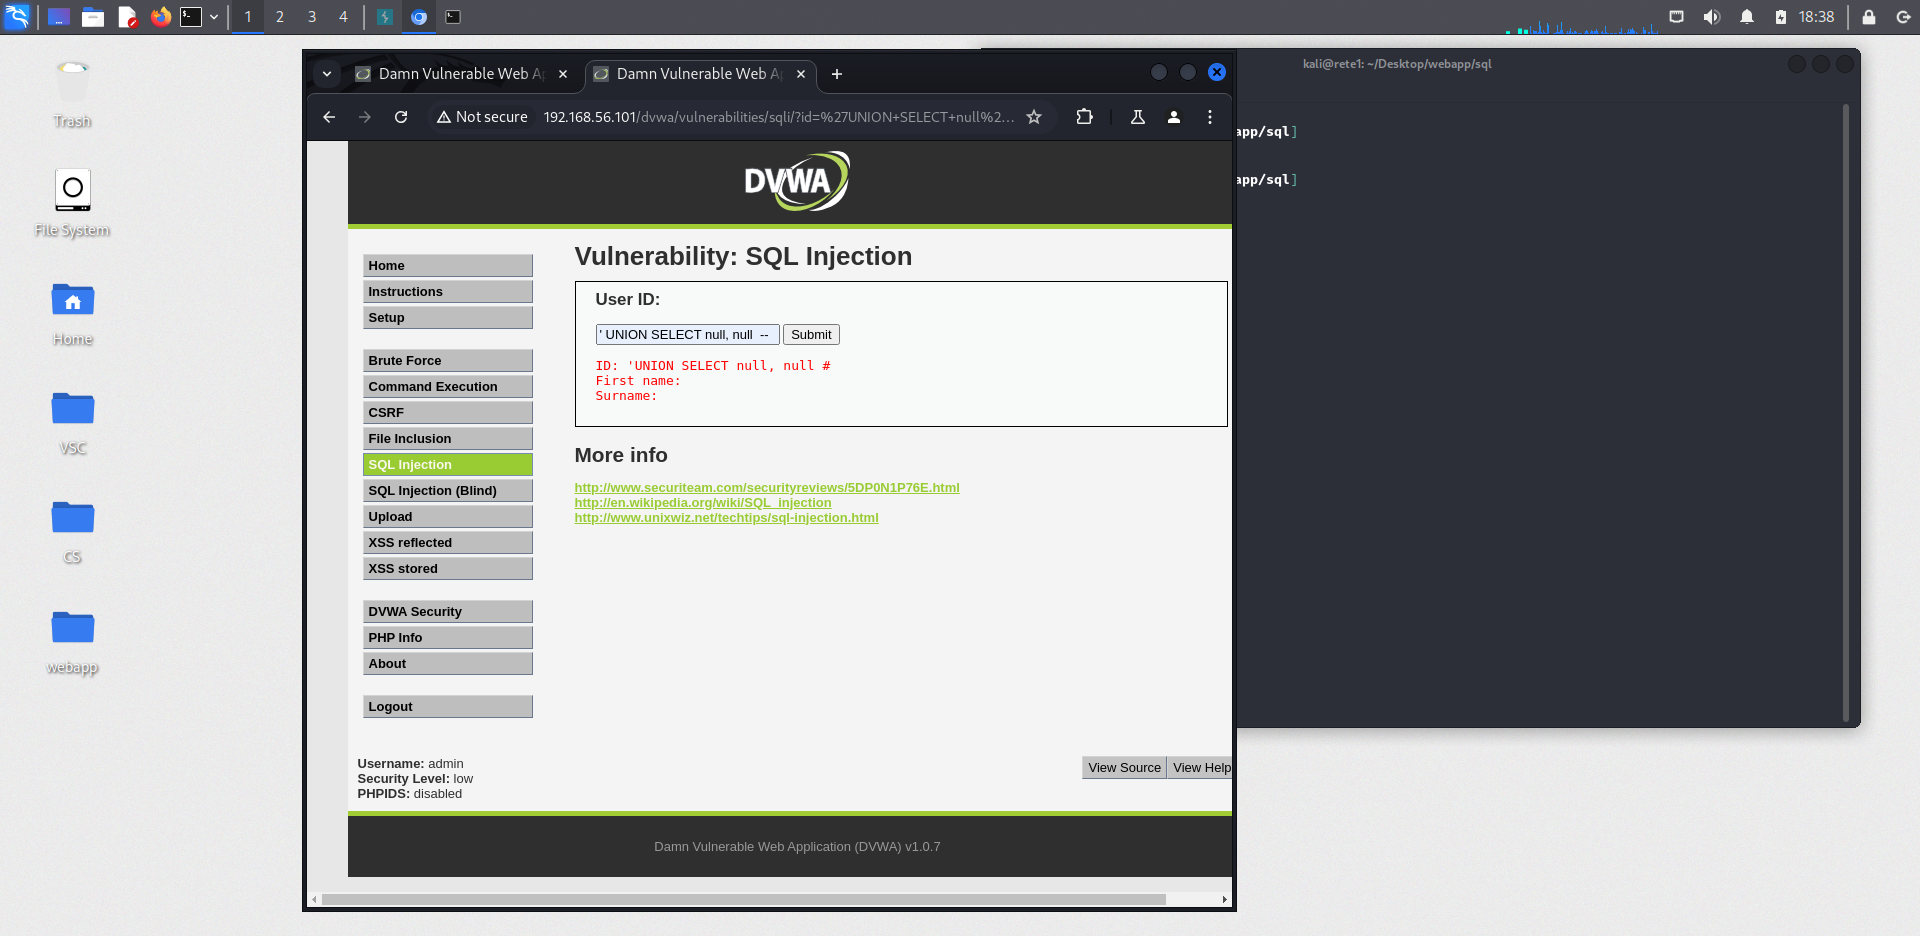 1 2 3 4
18:38
kali@rete1: ~/Desktop/webapp/sql
Damn Vulnerable Web Ap
Damn Vulnerable Web Ap
Not secure
192.168.56.101/dvwa/vulnerabilities/sqli/?id=%27UNION+SELECT+null%2...
app/sql]
app/sql]
Trash
File System
Home
VSC
CS
webapp
DVWA
Home
Instructions
Setup
Brute Force
Command Execution
CSRF
File Inclusion
SQL Injection
SQL Injection (Blind)
Upload
XSS reflected
XSS stored
DVWA Security
PHP Info
About
Logout
Vulnerability: SQL Injection
User ID:
' UNION SELECT null, null --
Submit
ID: 'UNION SELECT null, null #
First name:
Surname:
More info
http://www.securiteam.com/securityreviews/5DP0N1P76E.html
http://en.wikipedia.org/wiki/SQL_injection
http://www.unixwiz.net/techtips/sql-injection.html
Username: admin
Security Level: low
PHPIDS: disabled
View Source
View Help
Damn Vulnerable Web Application (DVWA) v1.0.7